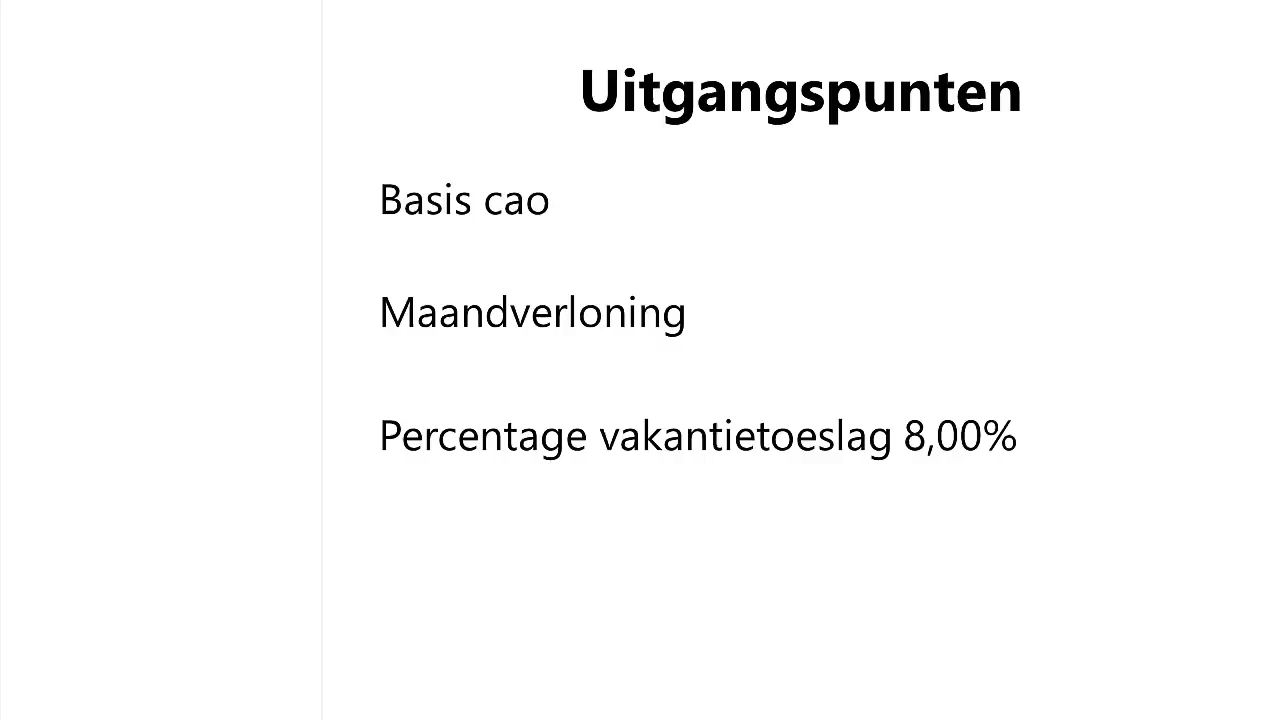 Uitgangspunten
Basis cao
Maandverloning
Percentage vakantietoeslag 8,00%